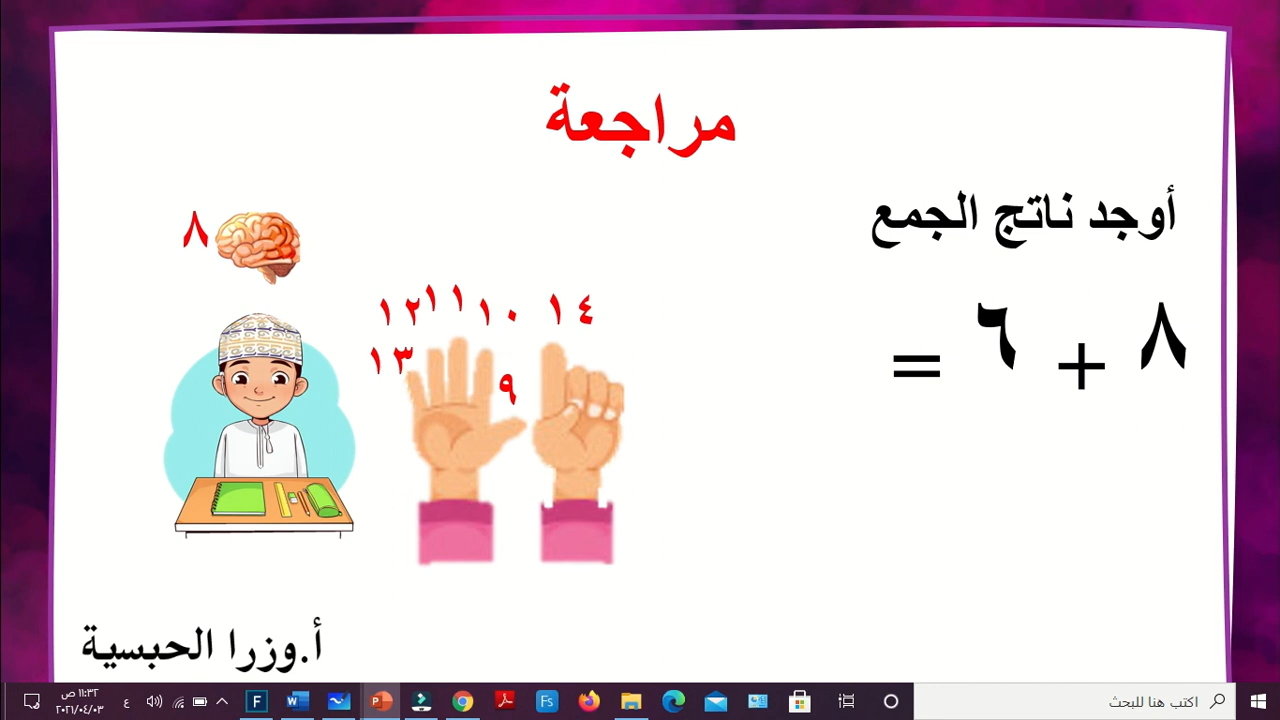 مراجعة
أوجد ناتج الجمع
٨ + ٦ =
٨
١٢ ١١ ١٠ ١٤
١٣ ٩
أ.وزرا الحبسية
اكتب هنا للبحث
ع
١١:٣٢ ص
٢٠٢١/٠٤/٠٣